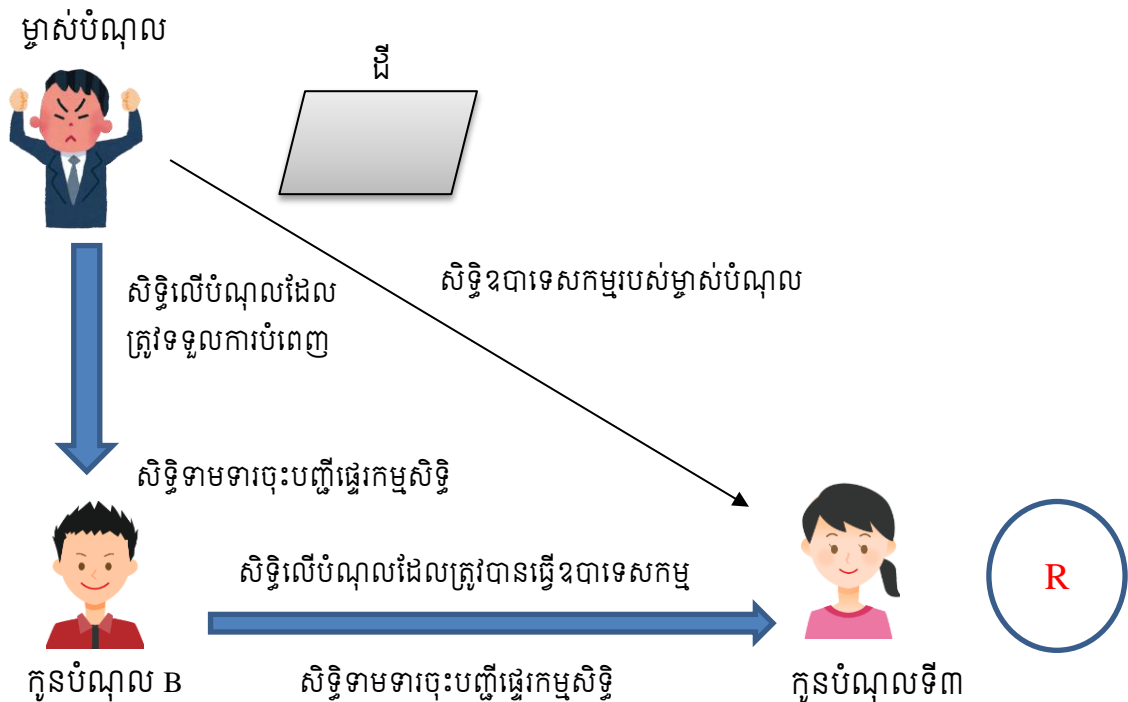 ម្ចាស់បំណុល
ដី
សិទ្ធិឧបាទេសកម្មរបស់ម្ចាស់បំណុល
សិទ្ធិលើបំណុលដែល
ត្រូវទទួលការបំពេញ
សិទ្ធិទាមទារចុះបញ្ជីផ្ទេរកម្មសិទ្ធិ
សិទ្ធិលើបំណុលដែលត្រូវបានធ្វើឧបាទេសកម្ម
R
កូនបំណុល B
សិទ្ធិទាមទារចុះបញ្ជីផ្ទេរកម្មសិទ្ធិ
កូនបំណុលទី៣